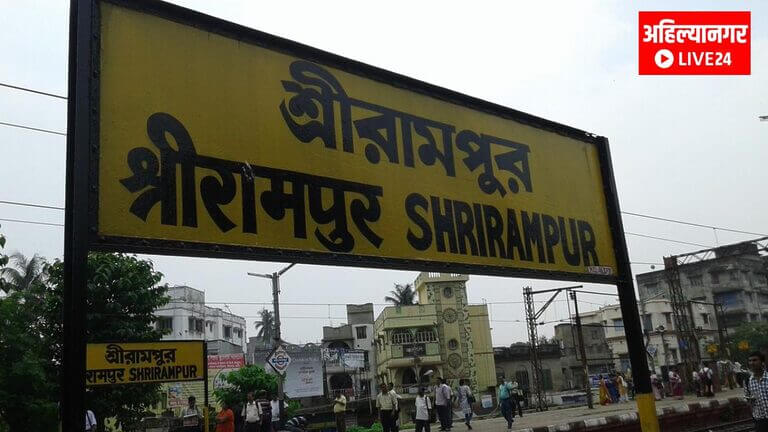 अहिल्यानगर
LIVE24
শ্রীরামপুর
श्रीरामपुर SHRIRAMPUR
শ্রীরামপুর
रामपुर SHRIRAMPUR